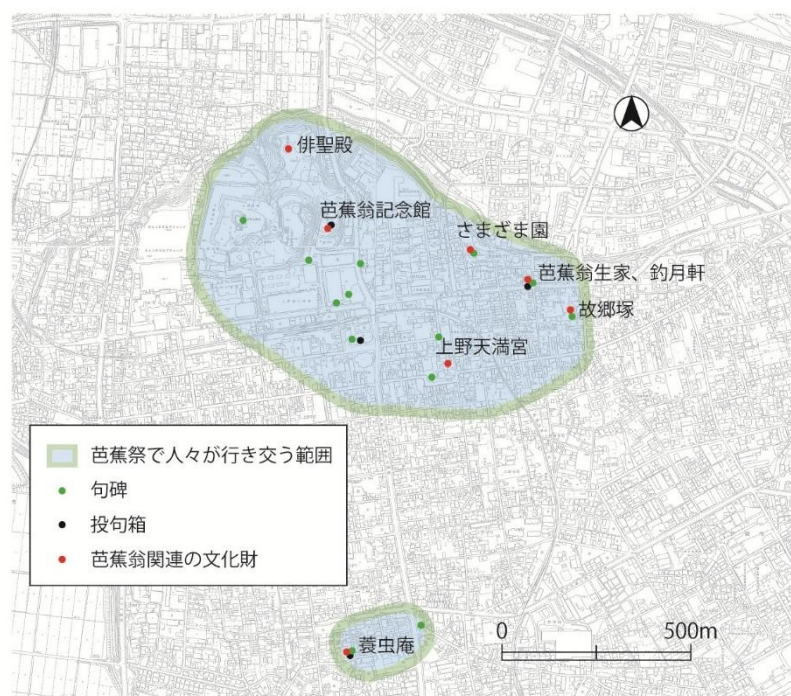 俳聖殿
芭蕉翁記念館
さまざま園
芭蕉翁生家、釣月軒
故郷塚
上野天満宮
芭蕉祭で人々が行き交う範囲
句碑
投句箱
芭蕉翁関連の文化財
蓑虫庵
0 500m